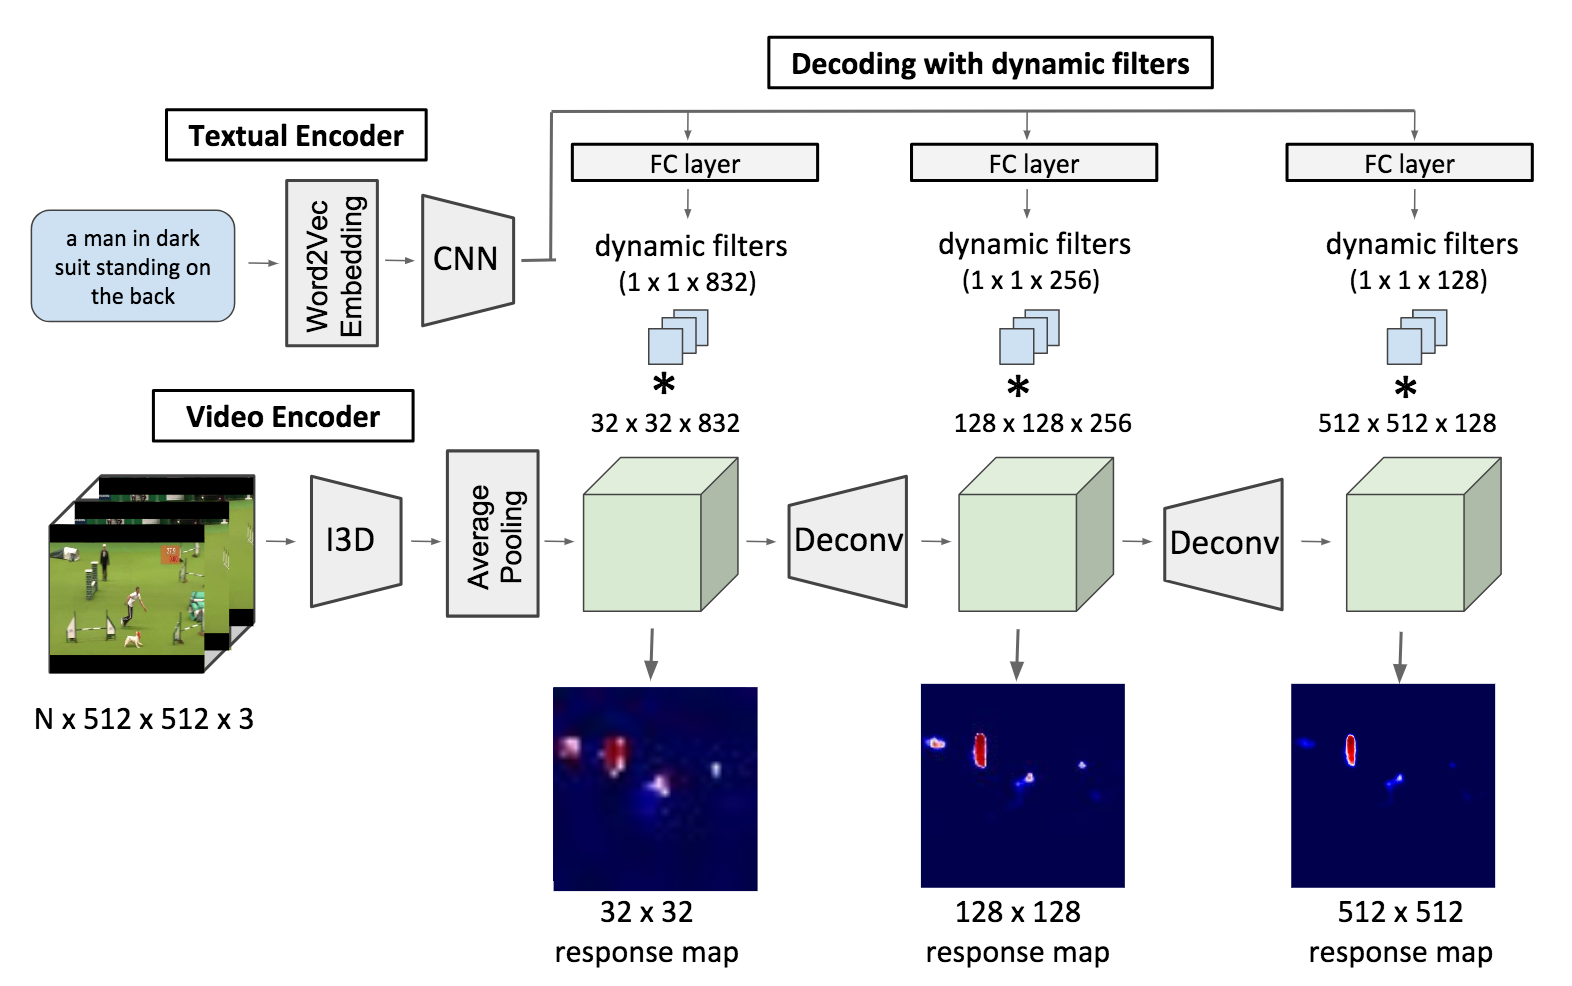 Decoding with dynamic filters
Textual Encoder
FC layer
FC layer
FC layer
a man in dark
suit standing on
the back
Word2Vec
Embedding
CNN
dynamic filters
(1 x 1 x 832)
dynamic filters
(1 x 1 x 256)
dynamic filters
(1 x 1 x 128)
*
*
*
Video Encoder
32 x 32 x 832
128 x 128 x 256
512 x 512 x 128
I3D
Average
Pooling
Deconv
Deconv
N x 512 x 512 x 3
32 x 32
response map
128 x 128
response map
512 x 512
response map